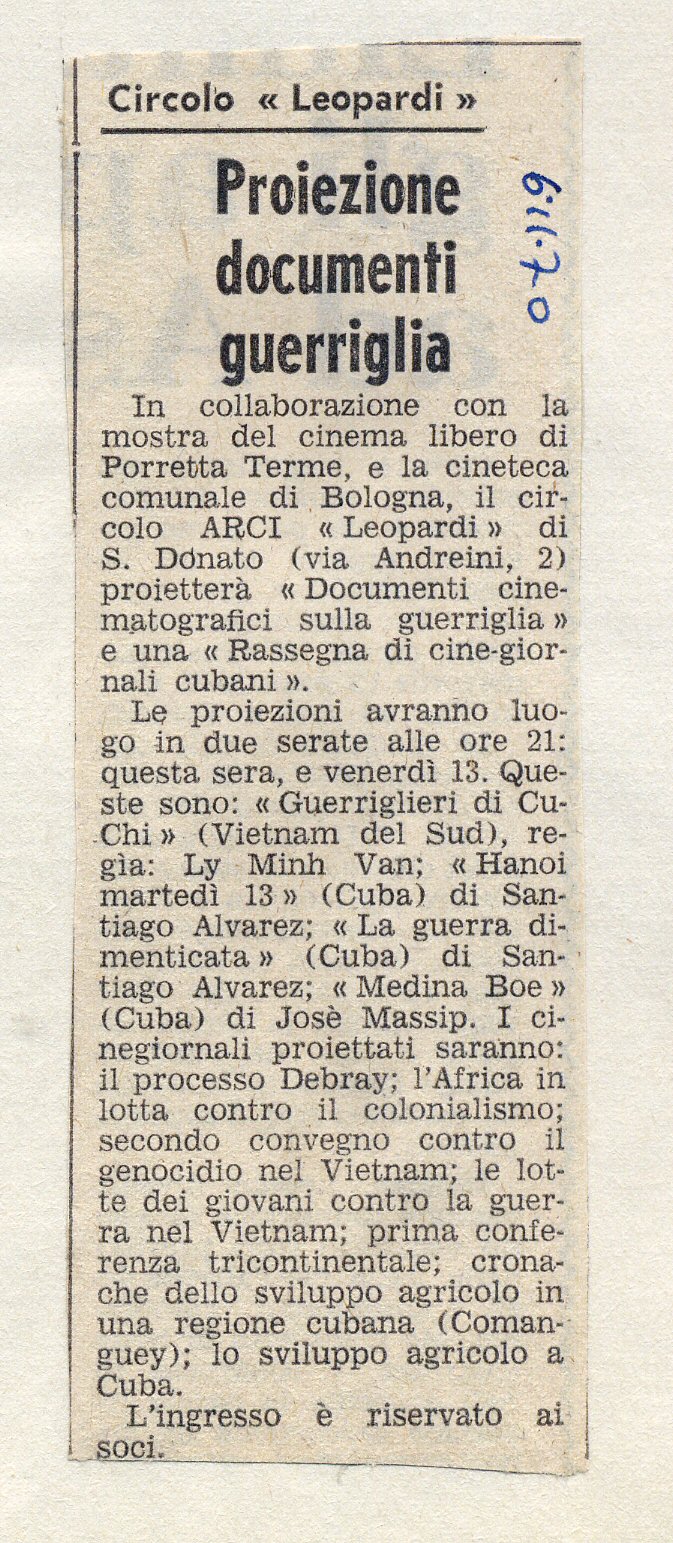 Circolo « Leopardi »
Proiezione
documenti
guerriglia
6.11.70
In collaborazione con la
mostra del cinema libero di
Porretta Terme, e la cineteca
comunale di Bologna, il cir-
colo ARCI « Leopardi » di
S. Donato (via Andreini, 2)
proietterà « Documenti cine-
matografici sulla guerriglia »
e una « Rassegna di cine-gior-
nali cubani ».
Le proiezioni avranno luo-
go in due serate alle ore 21:
questa sera, e venerdì 13. Que-
ste sono: « Guerriglieri di Cu-
Chi » (Vietnam del Sud), re-
gìa: Ly Minh Van; « Hanoi
martedì 13 » (Cuba) di San-
tiago Alvarez; « La guerra di-
menticata » (Cuba) di San-
tiago Alvarez; « Medina Boe »
(Cuba) di Josè Massip. I ci-
negiornali proiettati saranno:
il processo Debray; l'Africa in
lotta contro il colonialismo;
secondo convegno contro il
genocidio nel Vietnam; le lot-
te dei giovani contro la guer-
ra nel Vietnam; prima confe-
renza tricontinentale; crona-
che dello sviluppo agricolo in
una regione cubana (Coman-
guey); lo sviluppo agricolo a
Cuba.
L'ingresso è riservato ai
soci.